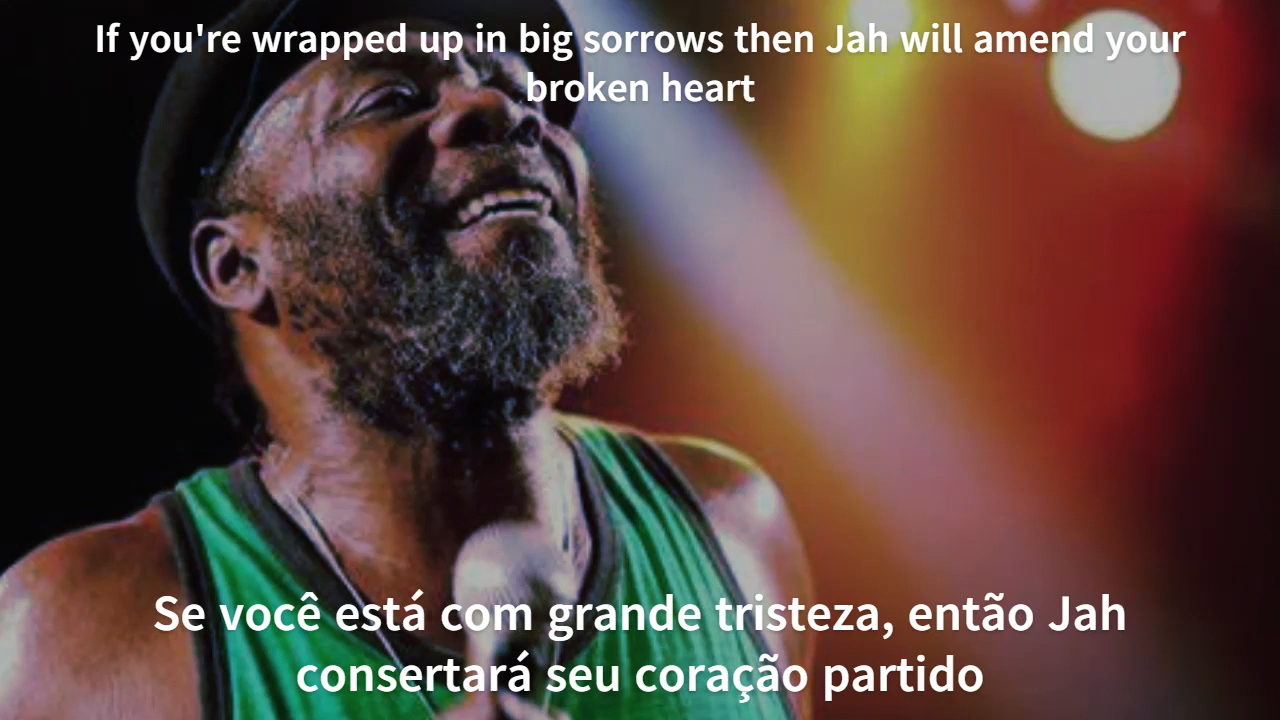 If you're wrapped up in big sorrows then Jah will amend your
broken heart
Se você está com grande tristeza, então Jah
consertará seu coração partido